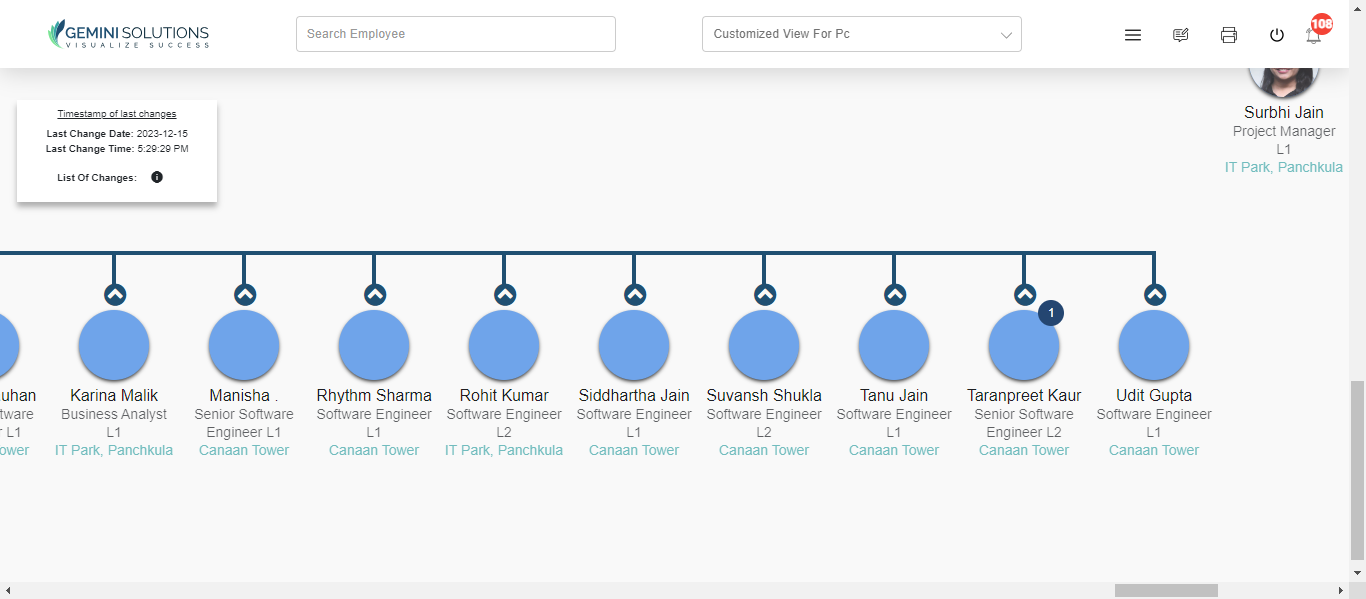 GEMINI SOLUTIONS
VISUALIZE SUCCESS
Search Employee
Customized View For Pc
108
Surbhi Jain
Project Manager
L1
IT Park, Panchkula
Timestamp of last changes
Last Change Date: 2023-12-15
Last Change Time: 5:29:29 PM
List Of Changes:
1
uhan
tware
r L1
ower
Karina Malik
Business Analyst
L1
IT Park, Panchkula
Manisha .
Senior Software
Engineer L1
Canaan Tower
Rhythm Sharma
Software Engineer
L1
Canaan Tower
Rohit Kumar
Software Engineer
L2
IT Park, Panchkula
Siddhartha Jain
Software Engineer
L1
Canaan Tower
Suvansh Shukla
Software Engineer
L2
Canaan Tower
Tanu Jain
Software Engineer
L1
Canaan Tower
Taranpreet Kaur
Senior Software
Engineer L2
Canaan Tower
Udit Gupta
Software Engineer
L1
Canaan Tower